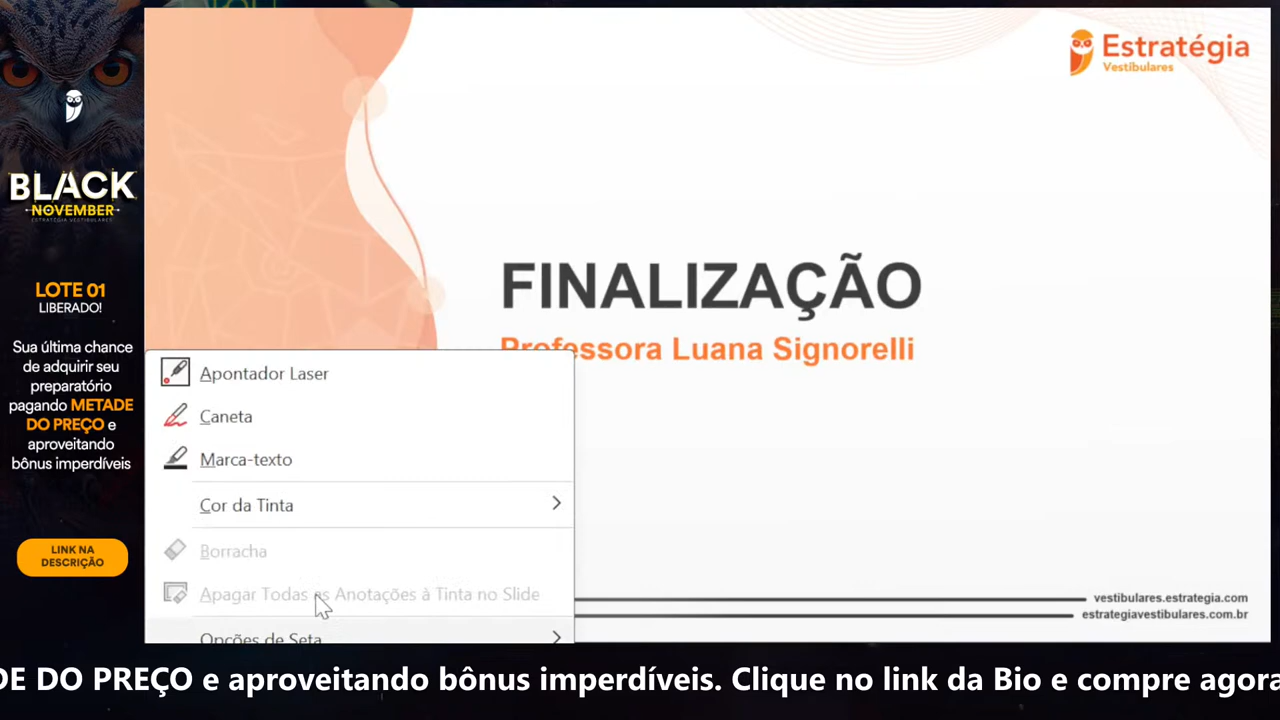 BLACK
NOVEMBER
ESTRATÉGIA VESTIBULARES
LOTE 01
LIBERADO!
Sua última chance
de adquirir seu
preparatório
pagando METADE
DO PREÇO e
aproveitando
bônus imperdíveis
LINK NA
DESCRIÇÃO
Estratégia
Vestibulares
FINALIZAÇÃO
Professora Luana Signorelli
Apontador Laser
Caneta
Marca-texto
Cor da Tinta
Borracha
Apagar Todas as Anotações à Tinta no Slide
Opções de Seta
vestibulares.estrategia.com
estrategiavestibulares.com.br
DE DO PREÇO e aproveitando bônus imperdíveis. Clique no link da Bio e compre agora